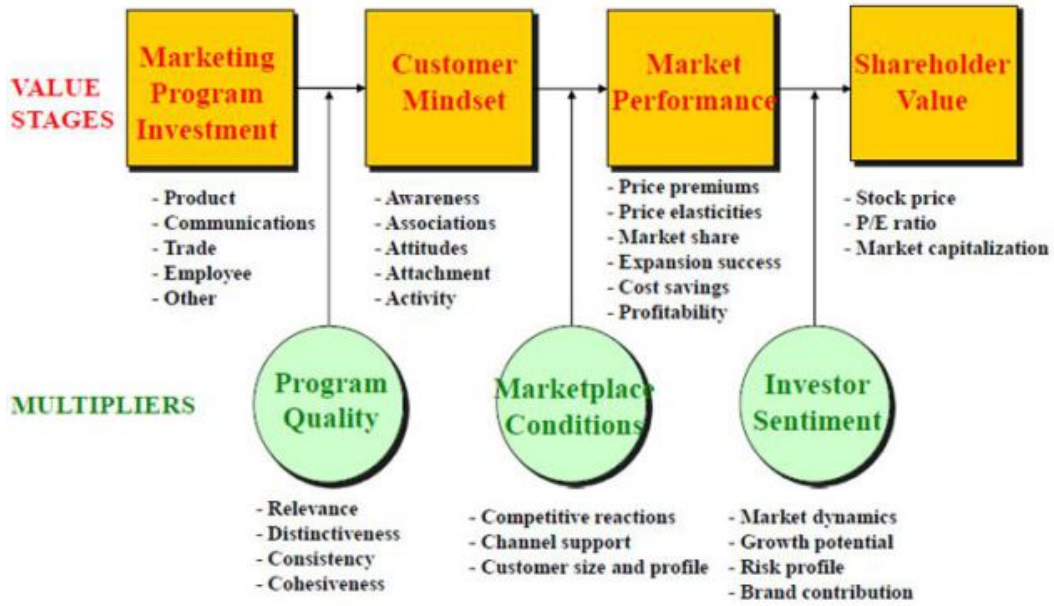 VALUE
STAGES
Marketing
Program
Investment
Customer
Mindset
Market
Performance
Shareholder
Value
- Product
- Communications
- Trade
- Employee
- Other
- Awareness
- Associations
- Attitudes
- Attachment
- Activity
- Price premiums
- Price elasticities
- Market share
- Expansion success
- Cost savings
- Profitability
- Stock price
- P/E ratio
- Market capitalization
MULTIPLIERS
Program
Quality
Marketplace
Conditions
Investor
Sentiment
- Relevance
- Distinctiveness
- Consistency
- Cohesiveness
- Competitive reactions
- Channel support
- Customer size and profile
- Market dynamics
- Growth potential
- Risk profile
- Brand contribution